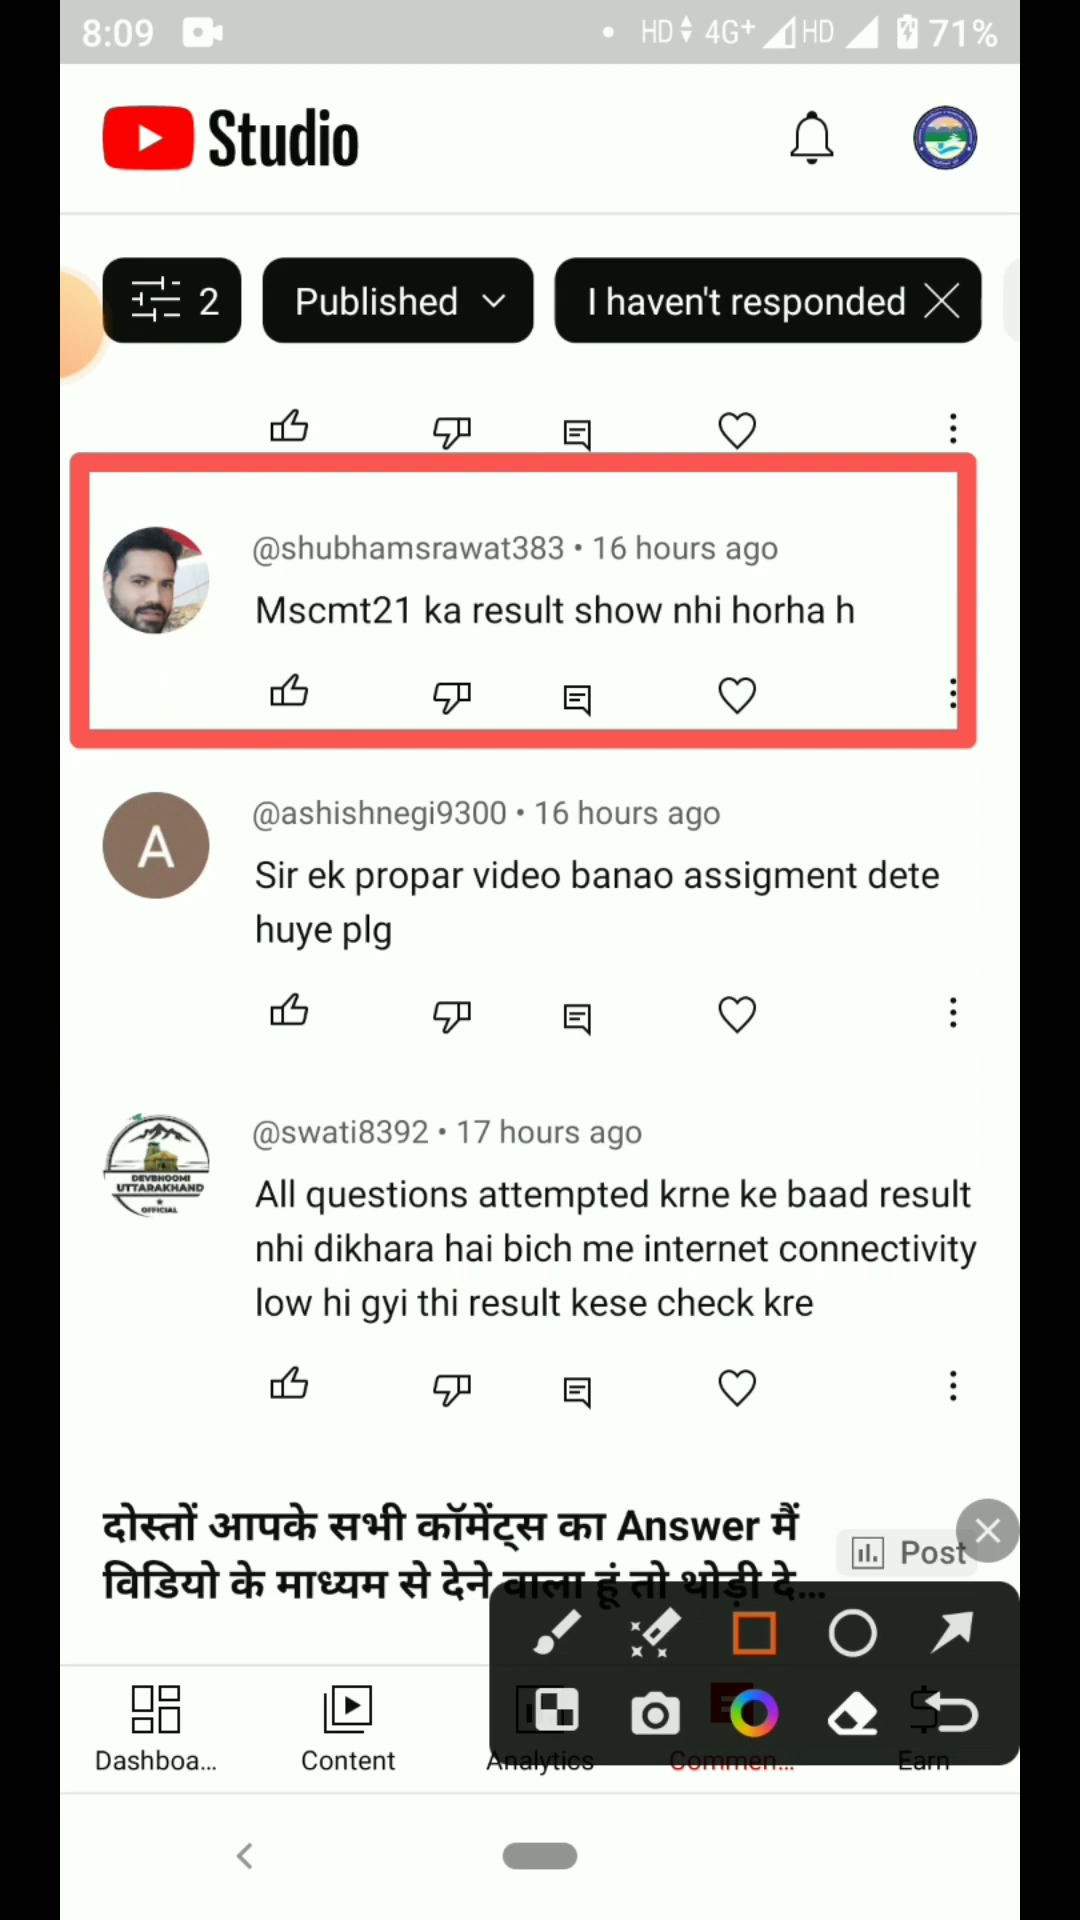 8:09 HD 4G+ HD 71%
Studio
2 Published I haven't responded
@shubhamsrawat383 • 16 hours ago
Mscmt21 ka result show nhi horha h
A
@ashishnegi9300 • 16 hours ago
Sir ek propar video banao assigment dete
huye plg
@swati8392 • 17 hours ago
DEVBHOOMI
UTTARAKHAND
OFFICIAL
All questions attempted krne ke baad result
nhi dikhara hai bich me internet connectivity
low hi gyi thi result kese check kre
दोस्तों आपके सभी कॉमेंट्स का Answer मैं
विडियो के माध्यम से देने वाला हूं तो थोड़ी दे...
Post
Dashboa... Content Analytics Commen... Earn